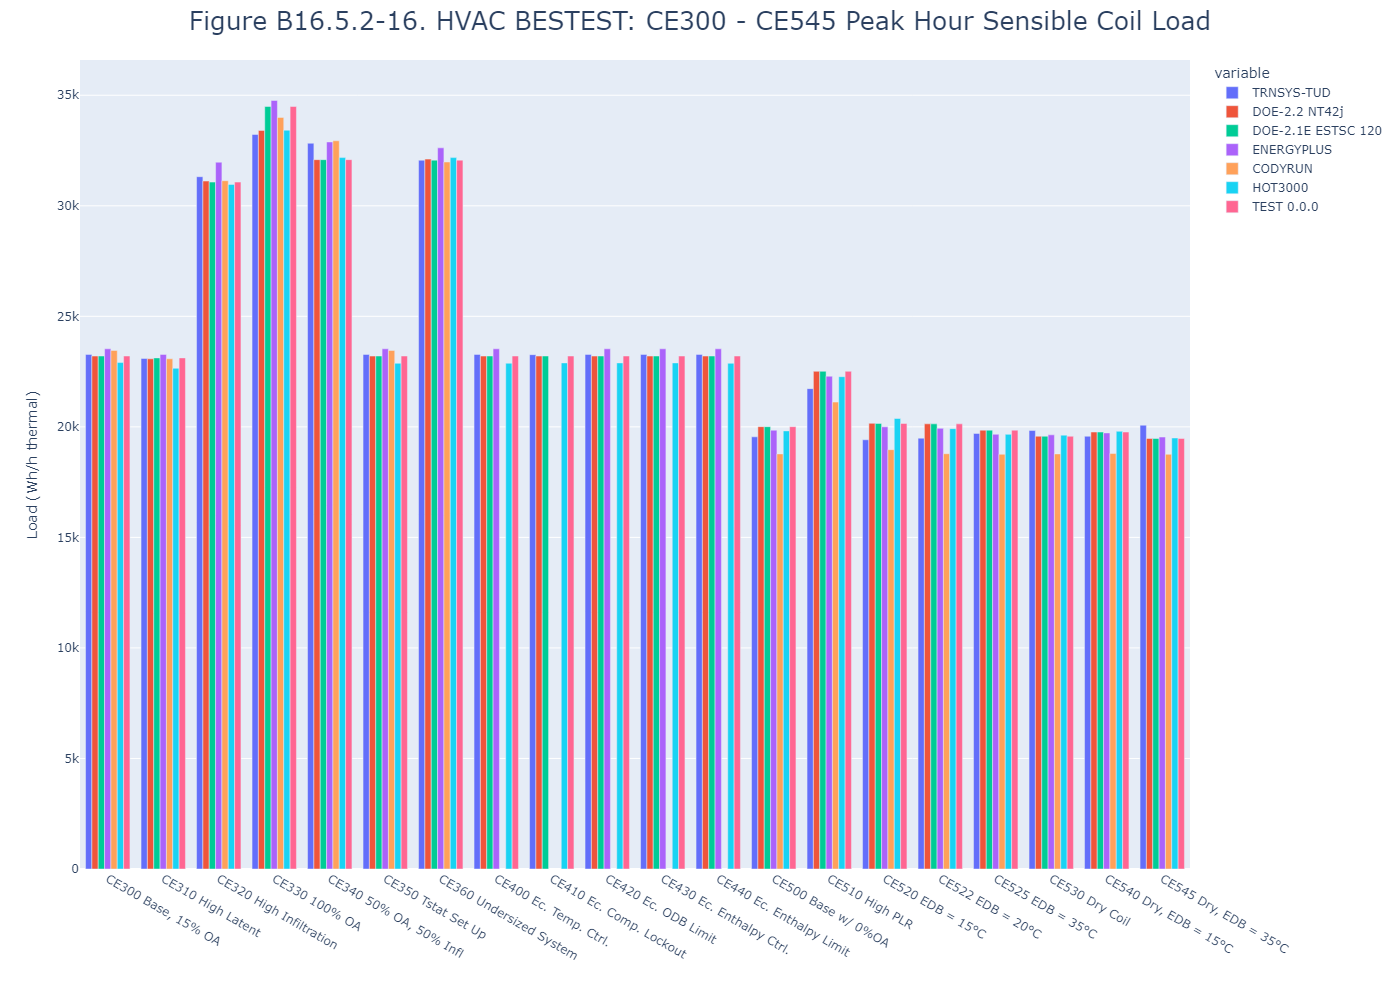 Figure B16.5.2-16. HVAC BESTEST: CE300 - CE545 Peak Hour Sensible Coil Load
variable
TRNSYS-TUD
DOE-2.2 NT42j
DOE-2.1E ESTSC 120
ENERGYPLUS
CODYRUN
HOT3000
TEST 0.0.0
Load (Wh/h thermal)
35k
30k
25k
20k
15k
10k
5k
0
CE300 Base, 15% OA
CE310 High Latent
CE320 High Infiltration
CE330 100% OA
CE340 50% OA, 50% Infl
CE350 Tstat Set Up
CE360 Undersized System
CE400 Ec. Temp. Ctrl.
CE410 Ec. Comp. Lockout
CE420 Ec. ODB Limit
CE430 Ec. Enthalpy Ctrl.
CE440 Ec. Enthalpy Limit
CE500 Base w/ 0%OA
CE510 High PLR
CE520 EDB = 15°C
CE522 EDB = 20°C
CE525 EDB = 35°C
CE530 Dry Coil
CE540 Dry, EDB = 15°C
CE545 Dry, EDB = 35°C